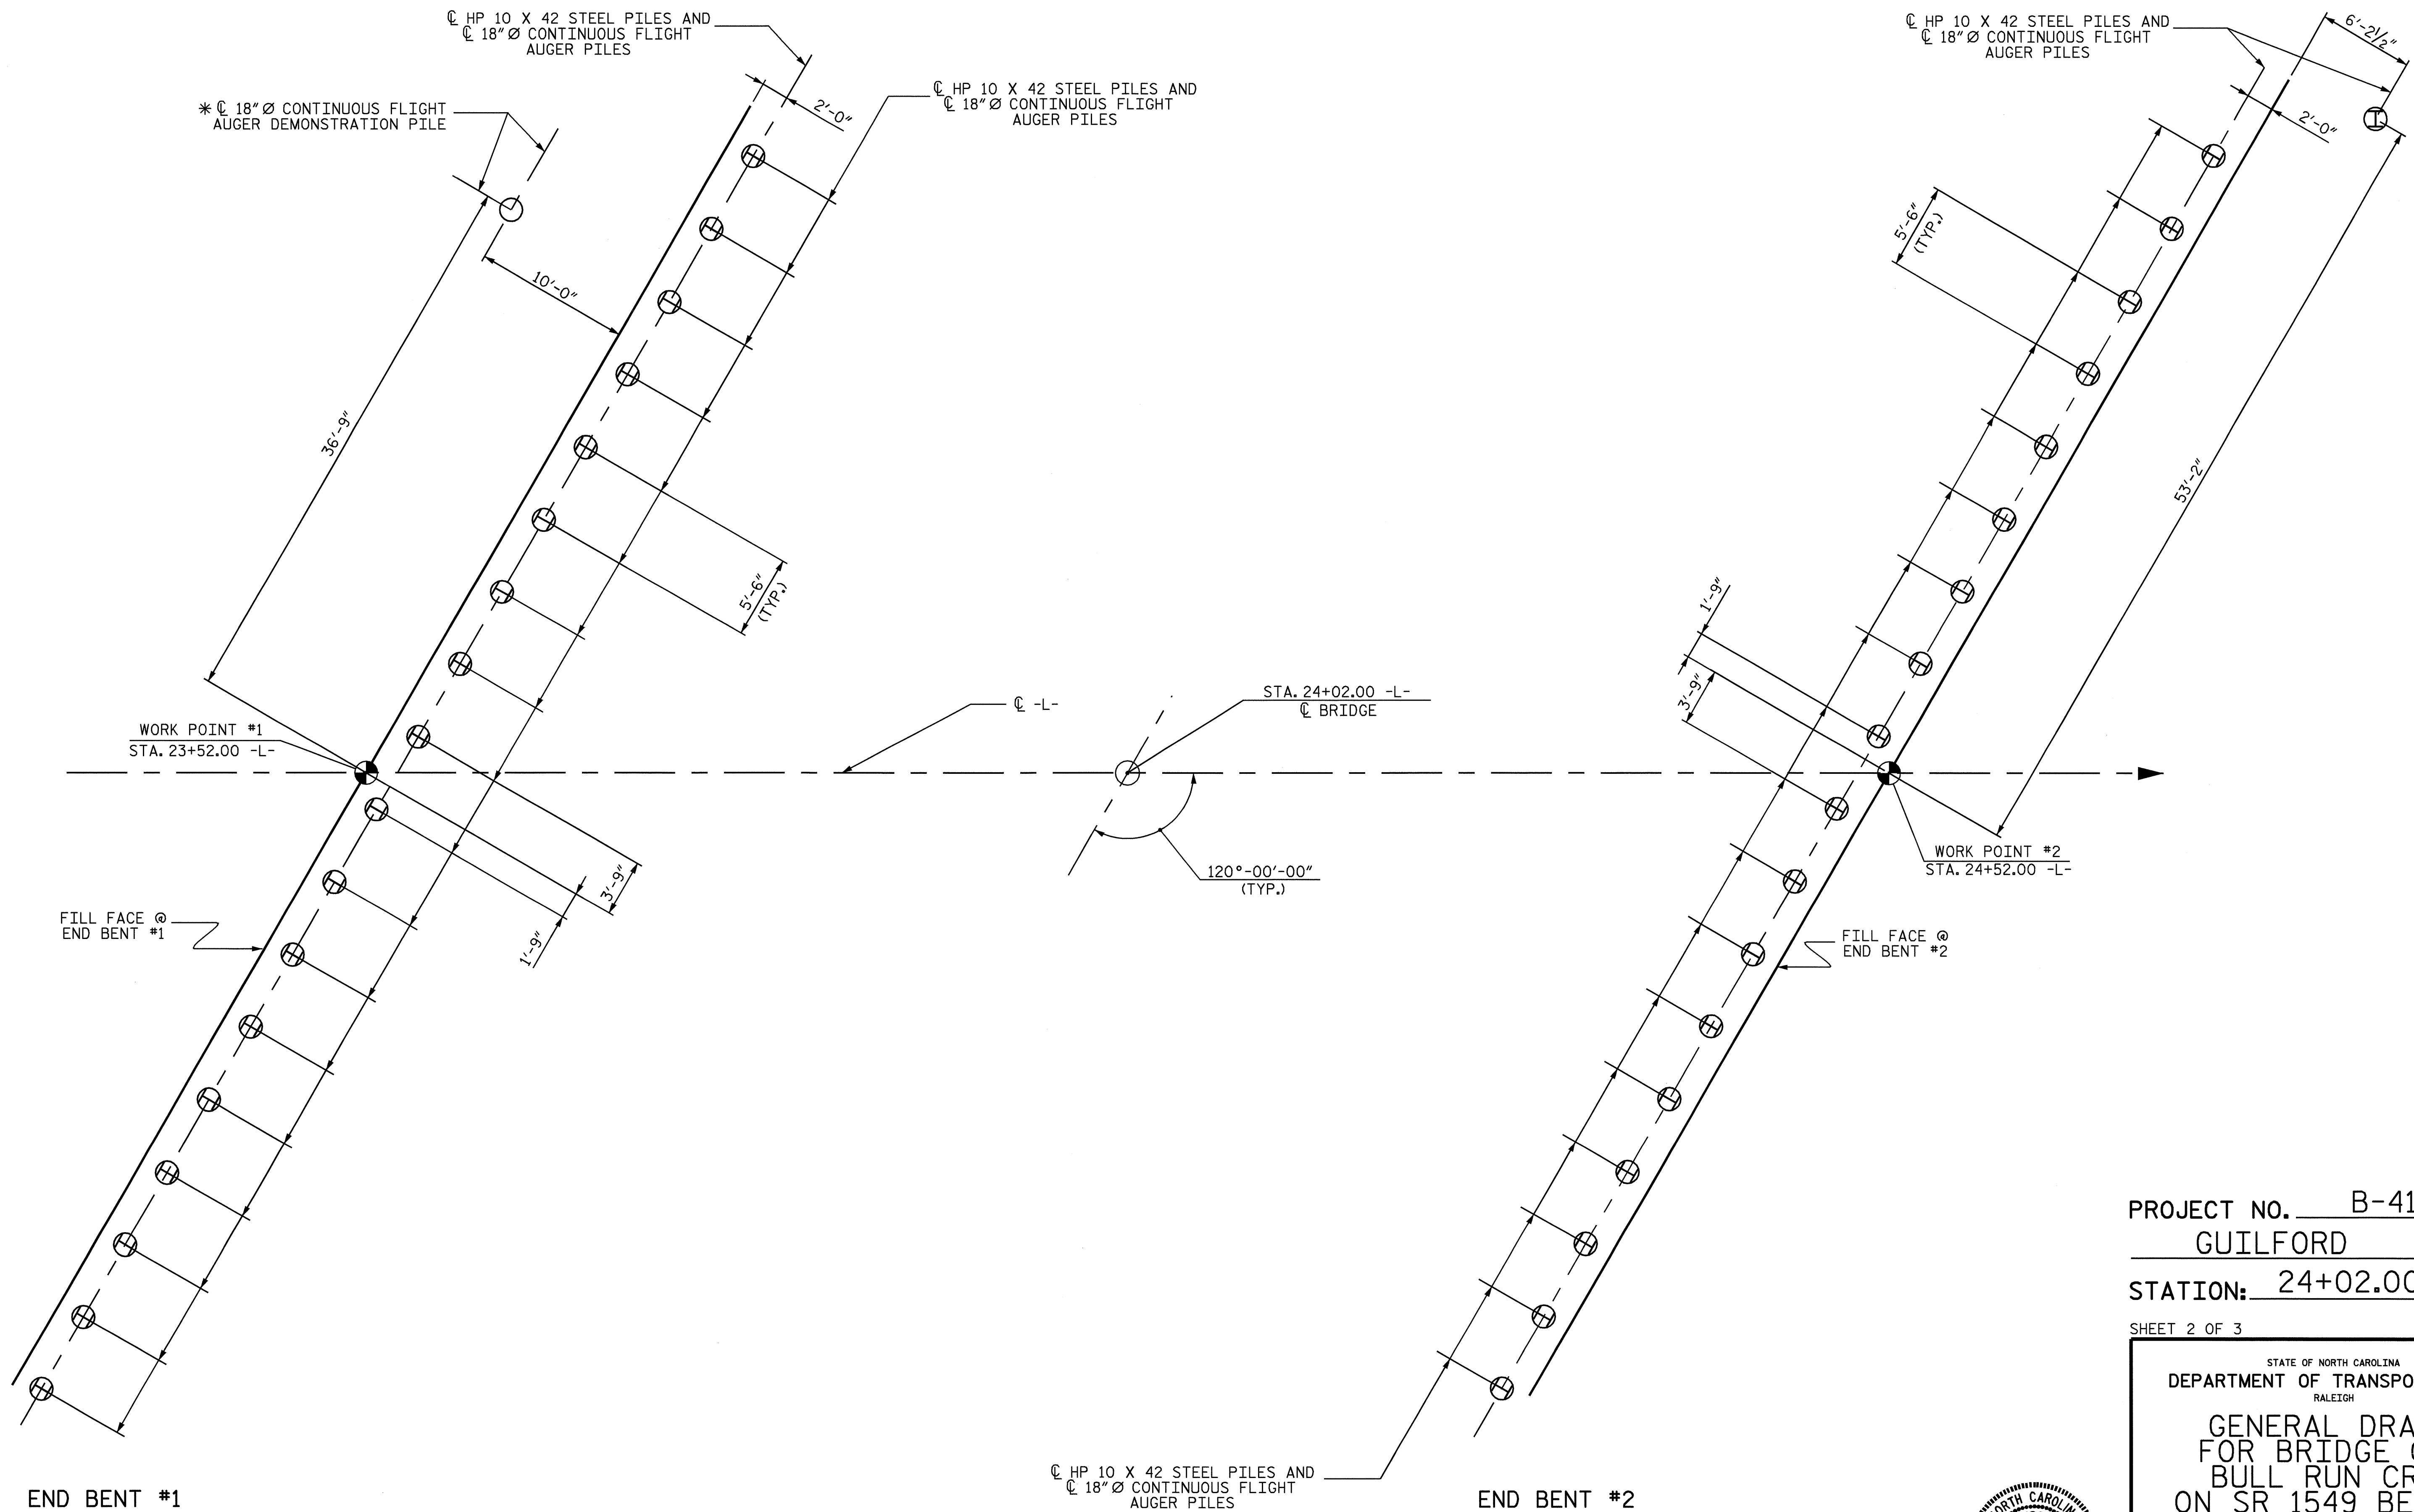 ℄ HP 10 X 42 STEEL PILES AND
℄ 18"Ø CONTINUOUS FLIGHT
AUGER PILES
℄ HP 10 X 42 STEEL PILES AND
℄ 18"Ø CONTINUOUS FLIGHT
AUGER PILES
* ℄ 18"Ø CONTINUOUS FLIGHT
AUGER DEMONSTRATION PILE
2'-0"
10'-0"
36'-9"
5'-6"
(TYP.)
WORK POINT #1
STA. 23+52.00 -L-
3'-9"
1'-9"
FILL FACE @
END BENT #1
END BENT #1
℄ -L-
STA. 24+02.00 -L-
℄ BRIDGE
120°-00'-00"
(TYP.)
℄ HP 10 X 42 STEEL PILES AND
℄ 18"Ø CONTINUOUS FLIGHT
AUGER PILES
6'-2½"
2'-0"
5'-6"
(TYP.)
53'-2"
1'-9"
3'-9"
WORK POINT #2
STA. 24+52.00 -L-
FILL FACE @
END BENT #2
℄ HP 10 X 42 STEEL PILES AND
℄ 18"Ø CONTINUOUS FLIGHT
AUGER PILES
END BENT #2
PROJECT NO. B-41
GUILFORD
STATION: 24+02.00
SHEET 2 OF 3
STATE OF NORTH CAROLINA
DEPARTMENT OF TRANSPO
RALEIGH
GENERAL DRA
FOR BRIDGE
BULL RUN CR
ON SR 1549 BE
NORTH CAROLIN